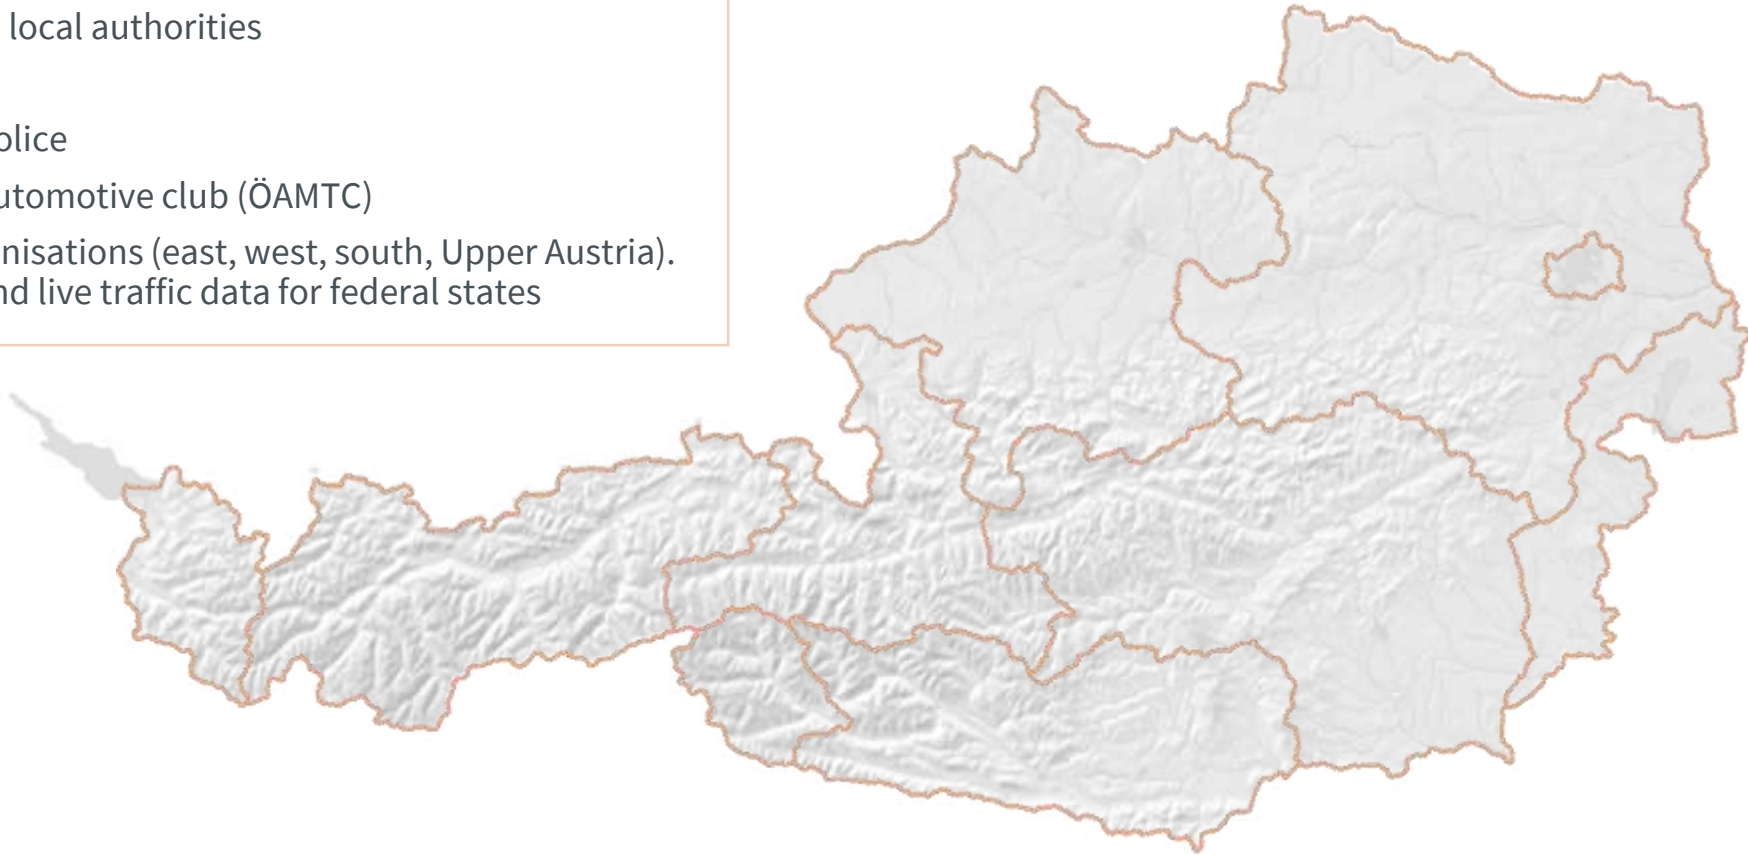 local authorities
olice
utomotive club (ÖAMTC)
nisations (east, west, south, Upper Austria).
nd live traffic data for federal states